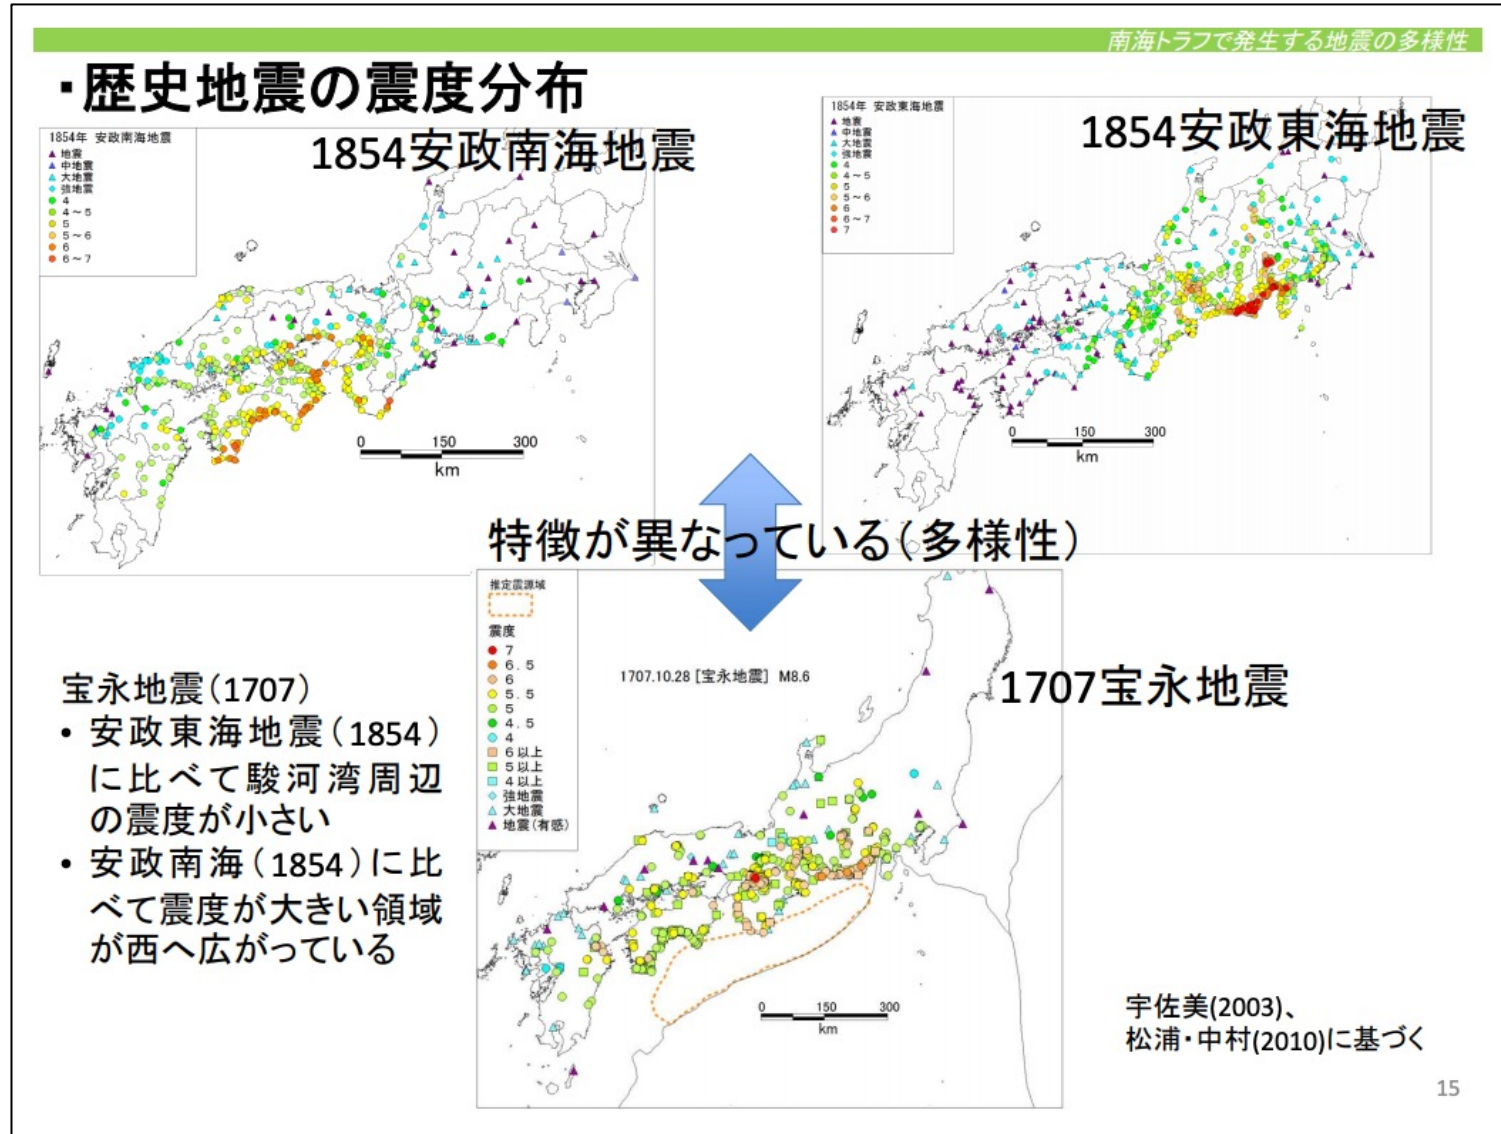 南海トラフで発生する地震の多様性
・歴史地震の震度分布
1854年 安政南海地震
地震
中地震
大地震
強地震
4
4～5
5
5～6
6
6～7
1854安政南海地震
0 150 300
km
1854年 安政東海地震
地震
中地震
大地震
強地震
4
4～5
5
5～6
6
6～7
7
1854安政東海地震
0 150 300
km
特徴が異なっている（多様性）
推定震源域
震度
7
6.5
6
5.5
5
4.5
4
6以上
5以上
4以上
強地震
大地震
地震(有感)
1707.10.28 [宝永地震] M8.6
1707宝永地震
0 150 300
km
宝永地震（1707）
• 安政東海地震（1854）
に比べて駿河湾周辺
の震度が小さい
• 安政南海（1854）に比
べて震度が大きい領域
が西へ広がっている
宇佐美(2003)、
松浦・中村(2010)に基づく
15